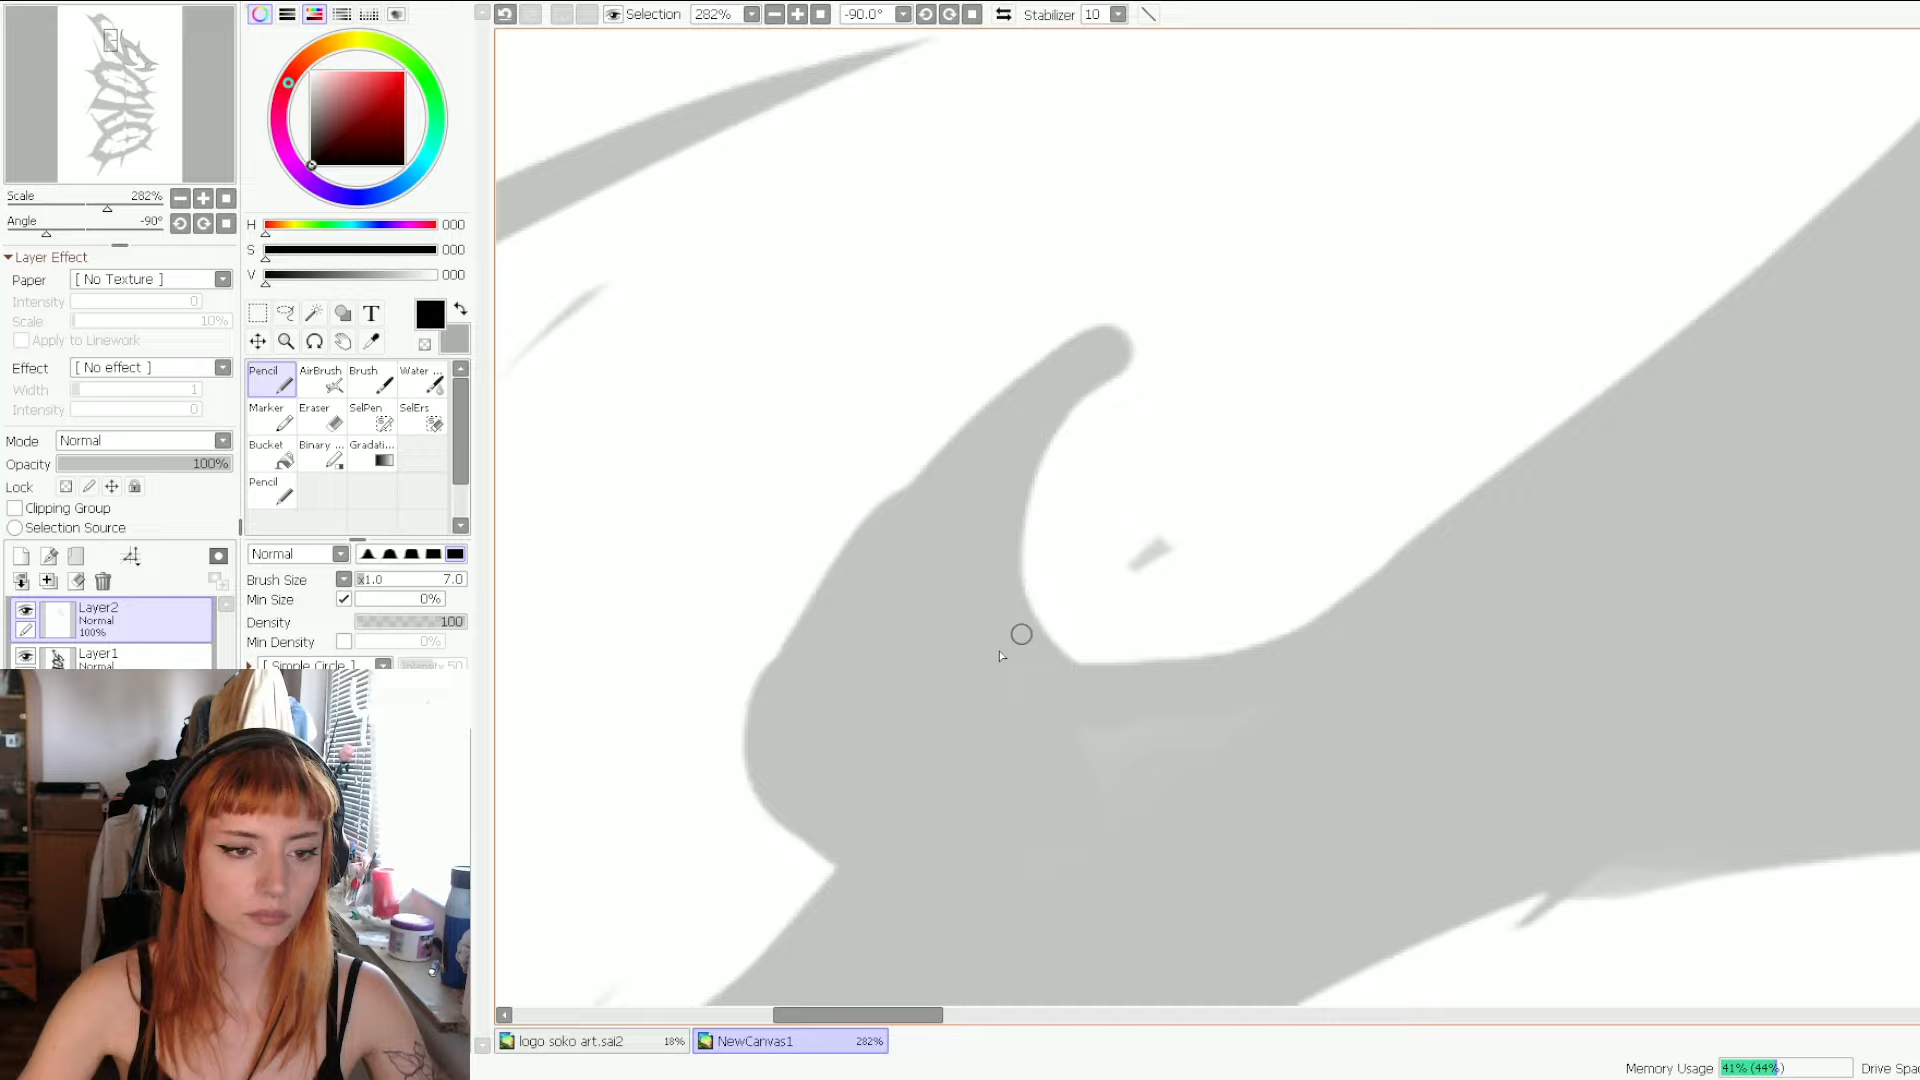 Selection 282% -90.0° Stabilizer 10
Scale 282%
Angle -90°
Layer Effect
Paper [ No Texture ]
Intensity 0
Scale 10%
Apply to Linework
Effect [ No effect ]
Width 1
Intensity 0
Mode Normal
Opacity 100%
Lock
Clipping Group
Selection Source
Layer2
Normal
100%
Layer1
Normal
H 000
S 000
V 000
T
Pencil AirBrush Brush Water ...
Marker Eraser SelPen SelErs
Bucket Binary ... Gradati...
Pencil
Normal
Brush Size x1.0 7.0
Min Size 0%
Density 100
Min Density 0%
[ Simple Circle ] Intensity 50
logo soko art.sai2 18% NewCanvas1 282%
Memory Usage 41% (44%) Drive Spac